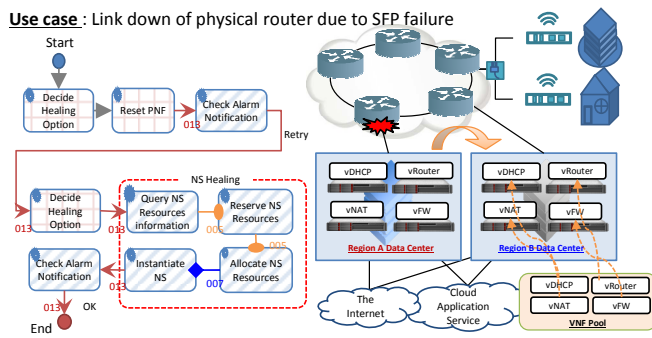 Use case : Link down of physical router due to SFP failure
Start
Decide
Healing
Option
Reset PNF
Check Alarm
Notification
013
Retry
NS Healing
Decide
Healing
Option
Query NS
Resources
information
Reserve NS
Resources
013
013
005
005
Check Alarm
Notification
Instantiate
NS
Allocate NS
Resources
013
007
013
OK
End
vDHCP
vRouter
vNAT
vFW
Region A Data Center
vDHCP
vRouter
vNAT
vFW
Region B Data Center
The
Internet
Cloud
Application
Service
vDHCP
vRouter
vNAT
vFW
VNF Pool